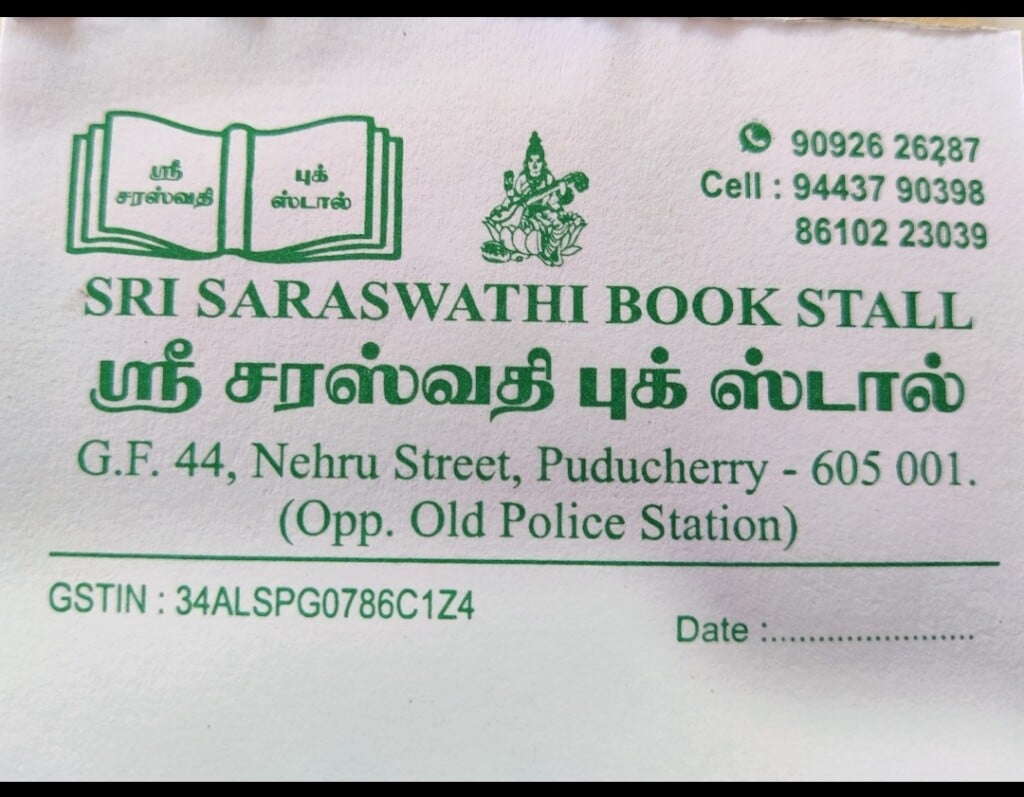 ஸ்ரீ
சரஸ்வதி
புக்
ஸ்டால்
90926 26287
Cell : 94437 90398
86102 23039
SRI SARASWATHI BOOK STALL
ஸ்ரீ சரஸ்வதி புக் ஸ்டால்
G.F. 44, Nehru Street, Puducherry - 605 001.
(Opp. Old Police Station)
GSTIN : 34ALSPG0786C1Z4
Date :......................